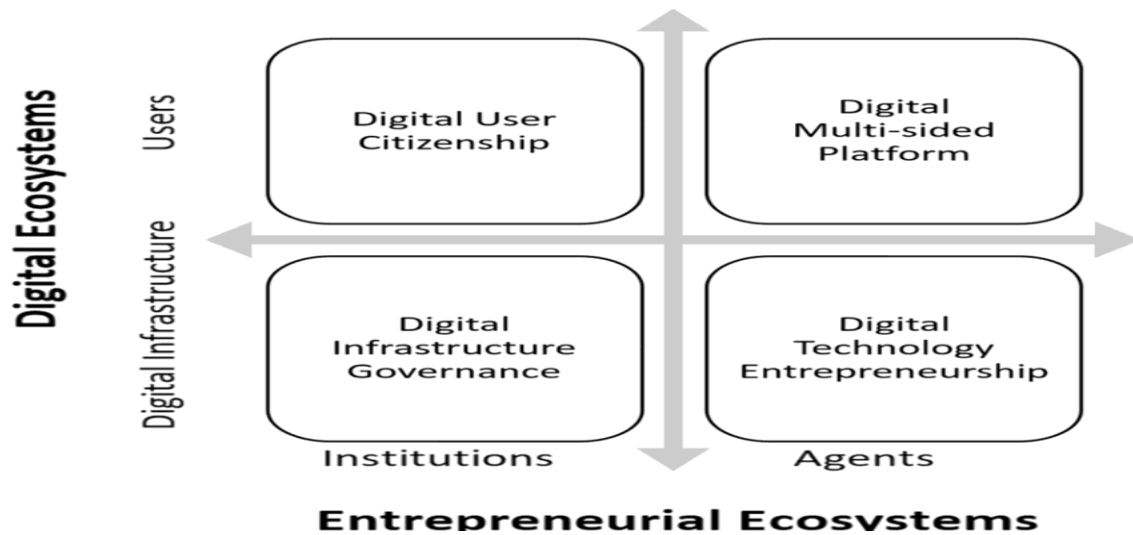 Digital Ecosystems
Users
Digital Infrastructure
Digital User
Citizenship
Digital
Multi-sided
Platform
Digital
Infrastructure
Governance
Digital
Technology
Entrepreneurship
Institutions
Agents
Entrepreneurial Ecosystems